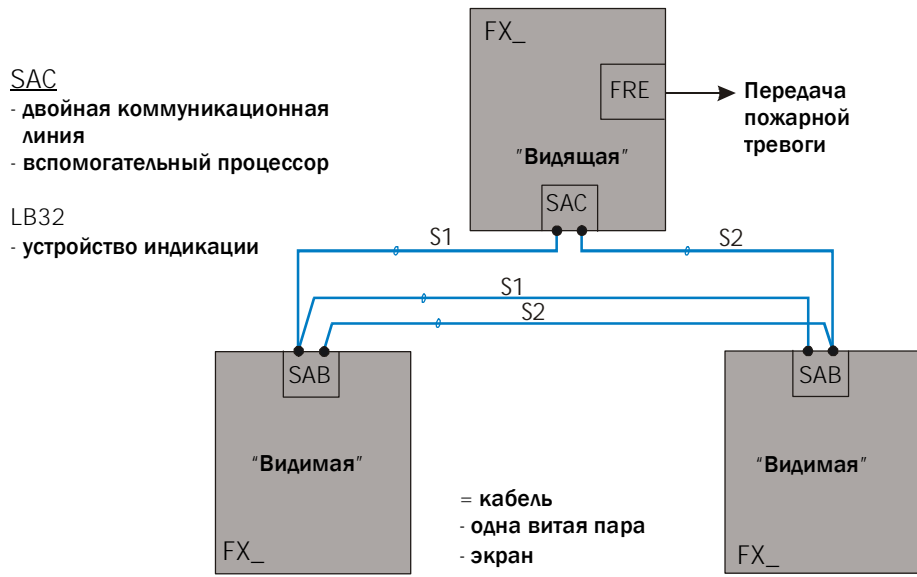 FX_
SAC
- двойная коммуникационная
линия
- вспомогательный процессор
FRE
Передача
пожарной
тревоги
"Видящая"
SAC
LB32
- устройство индикации
S1
S2
S1
S2
SAB
SAB
"Видимая"
"Видимая"
= кабель
- одна витая пара
- экран
FX_
FX_